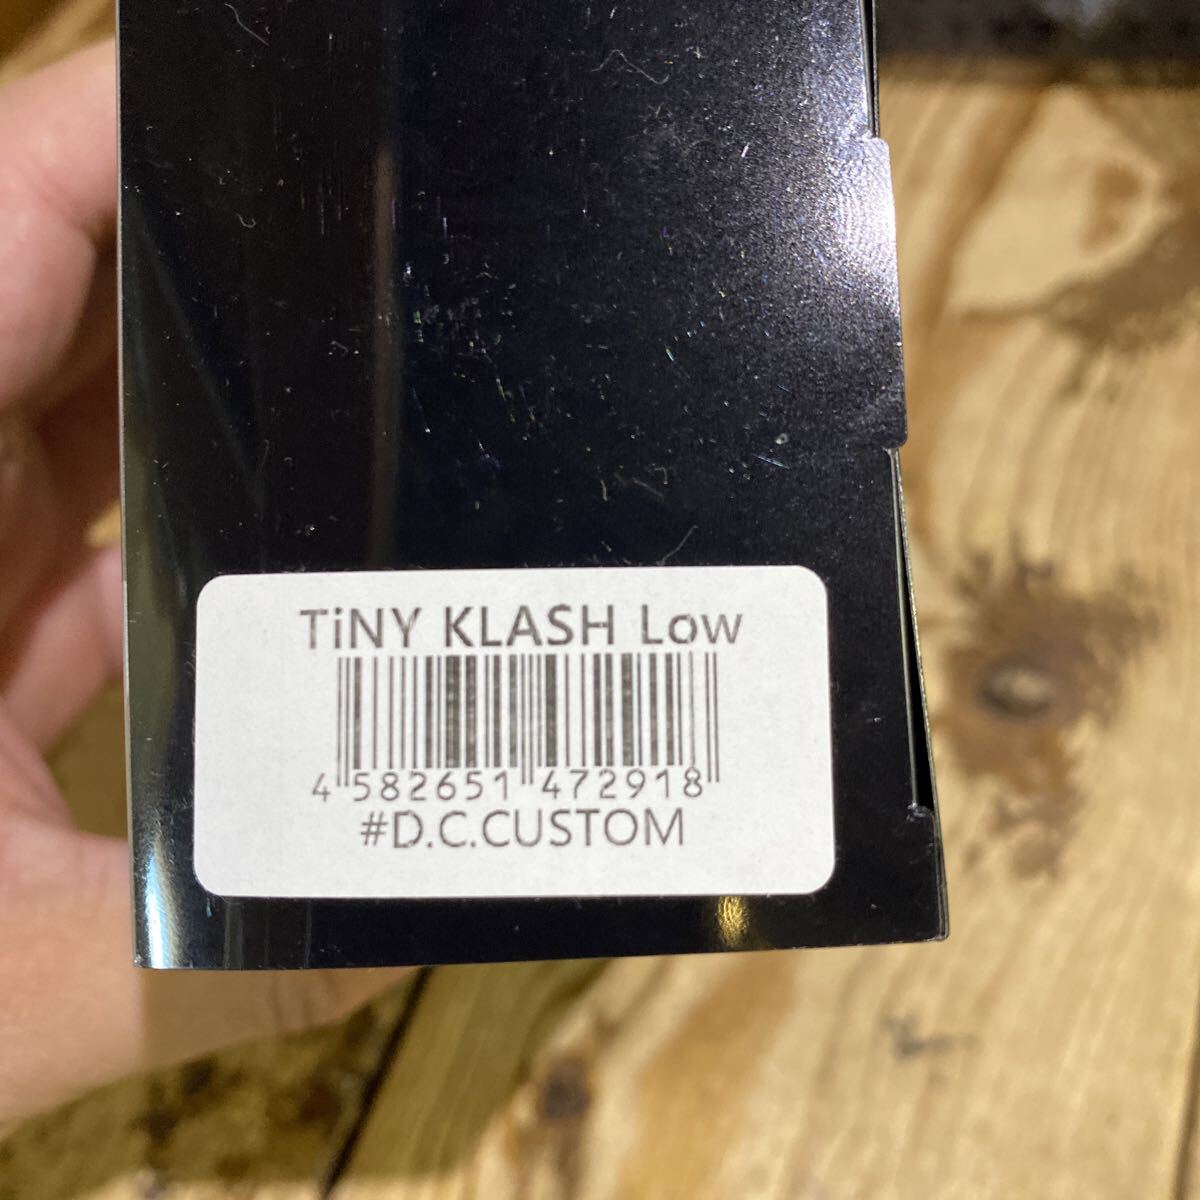 TiNY KLASH Low
4 582651 472918
#D.C.CUSTOM